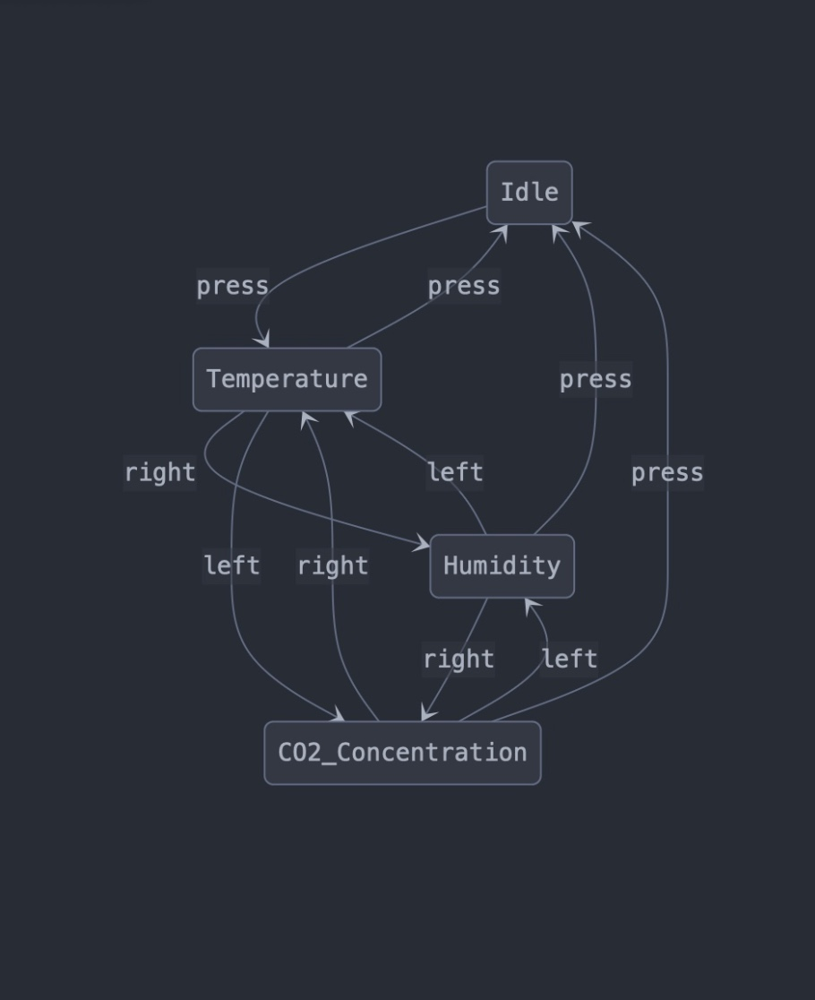 Idle
press
press
Temperature
press
right
left
press
left
right
Humidity
right
left
CO2_Concentration